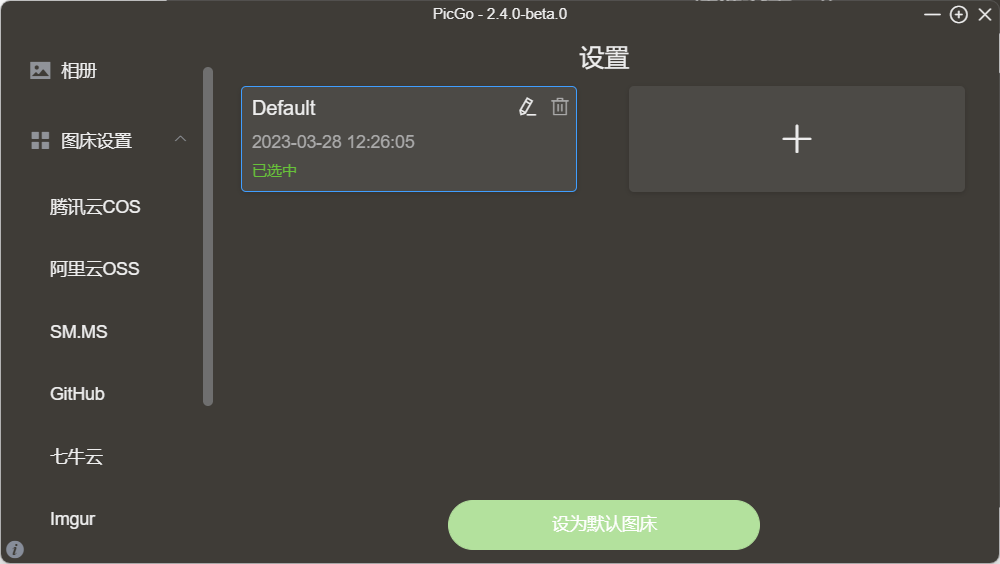 PicGo - 2.4.0-beta.0
相册
图床设置
腾讯云COS
阿里云OSS
SM.MS
GitHub
七牛云
Imgur
设置
Default
2023-03-28 12:26:05
已选中
设为默认图床